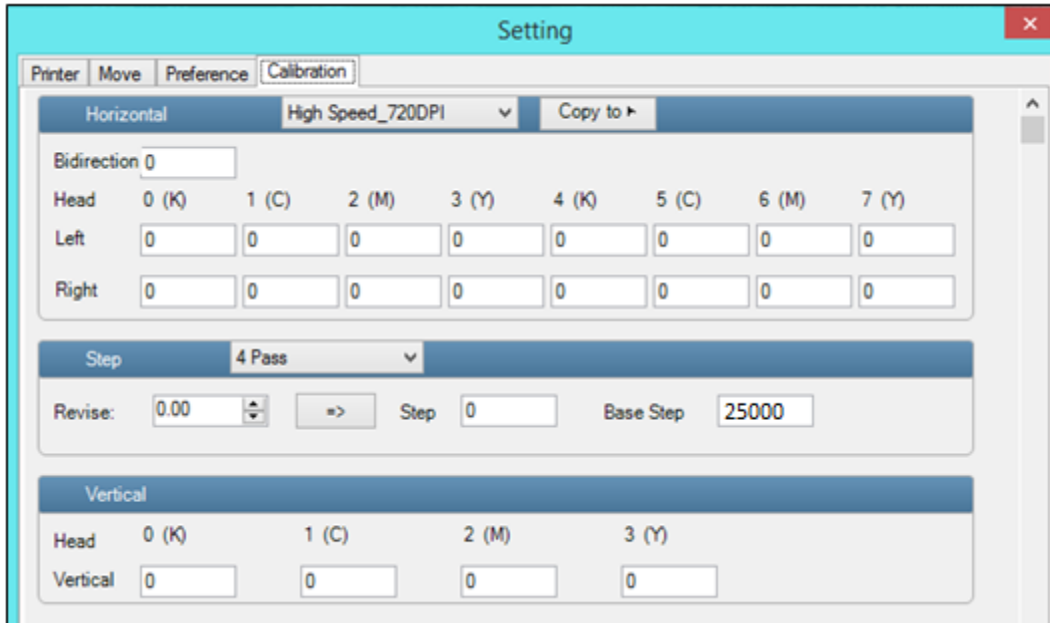 Setting
Printer Move Preference Calibration
Horizontal High Speed_720DPI Copy to
Bidirection 0
Head 0 (K) 1 (C) 2 (M) 3 (Y) 4 (K) 5 (C) 6 (M) 7 (Y)
Left 0 0 0 0 0 0 0 0
Right 0 0 0 0 0 0 0 0
Step 4 Pass
Revise: 0.00 => Step 0 Base Step 25000
Vertical
Head 0 (K) 1 (C) 2 (M) 3 (Y)
Vertical 0 0 0 0